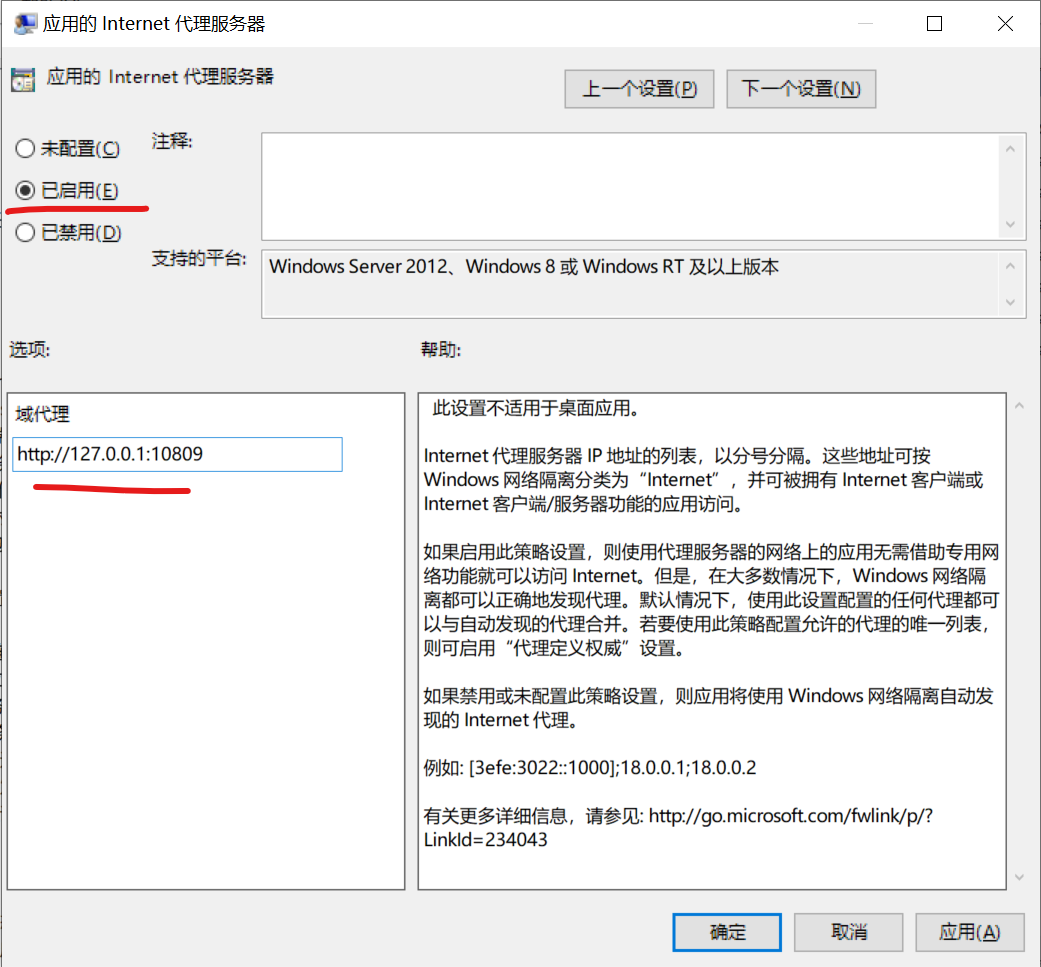 应用的 Internet 代理服务器
应用的 Internet 代理服务器
上一个设置(P)
下一个设置(N)
未配置(C)
注释:
已启用(E)
已禁用(D)
支持的平台:
Windows Server 2012、Windows 8 或 Windows RT 及以上版本
选项:
帮助:
域代理
http://127.0.0.1:10809
此设置不适用于桌面应用。
Internet 代理服务器 IP 地址的列表，以分号分隔。这些地址可按
Windows 网络隔离分类为“Internet”，并可被拥有 Internet 客户端或
Internet 客户端/服务器功能的应用访问。
如果启用此策略设置，则使用代理服务器的网络上的应用无需借助专用网
络功能就可以访问 Internet。但是，在大多数情况下，Windows 网络隔
离都可以正确地发现代理。默认情况下，使用此设置配置的任何代理都可
以与自动发现的代理合并。若要使用此策略配置允许的代理的唯一列表，
则可启用“代理定义权威”设置。
如果禁用或未配置此策略设置，则应用将使用 Windows 网络隔离自动发
现的 Internet 代理。
例如: [3efe:3022::1000];18.0.0.1;18.0.0.2
有关更多详细信息，请参见: http://go.microsoft.com/fwlink/p/?
LinkId=234043
确定
取消
应用(A)